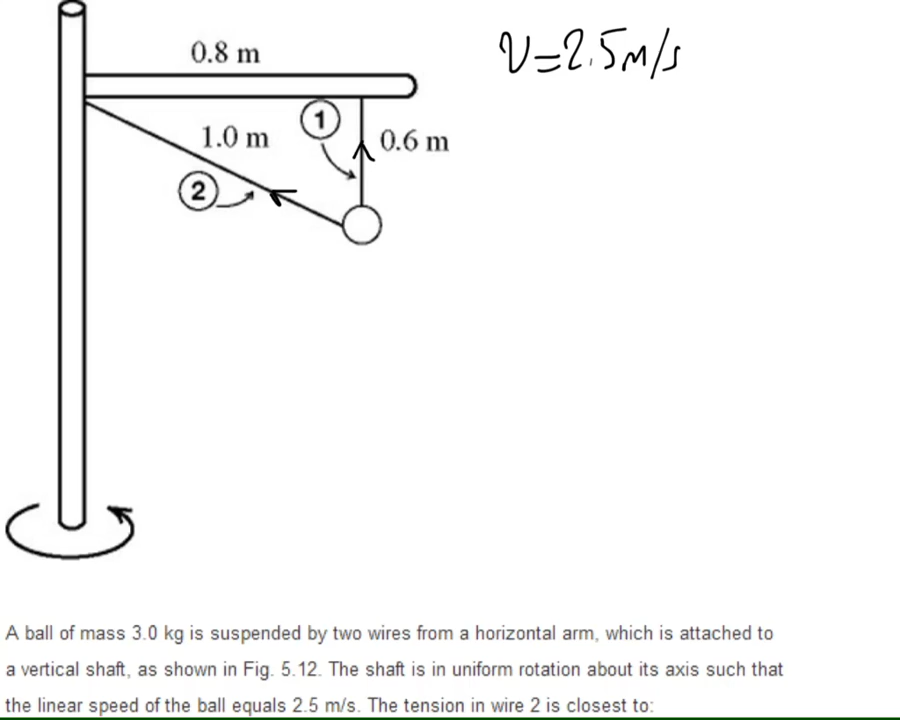 0.8 m
V=2.5m/s
1
1.0 m
0.6 m
2
A ball of mass 3.0 kg is suspended by two wires from a horizontal arm, which is attached to
a vertical shaft, as shown in Fig. 5.12. The shaft is in uniform rotation about its axis such that
the linear speed of the ball equals 2.5 m/s. The tension in wire 2 is closest to: